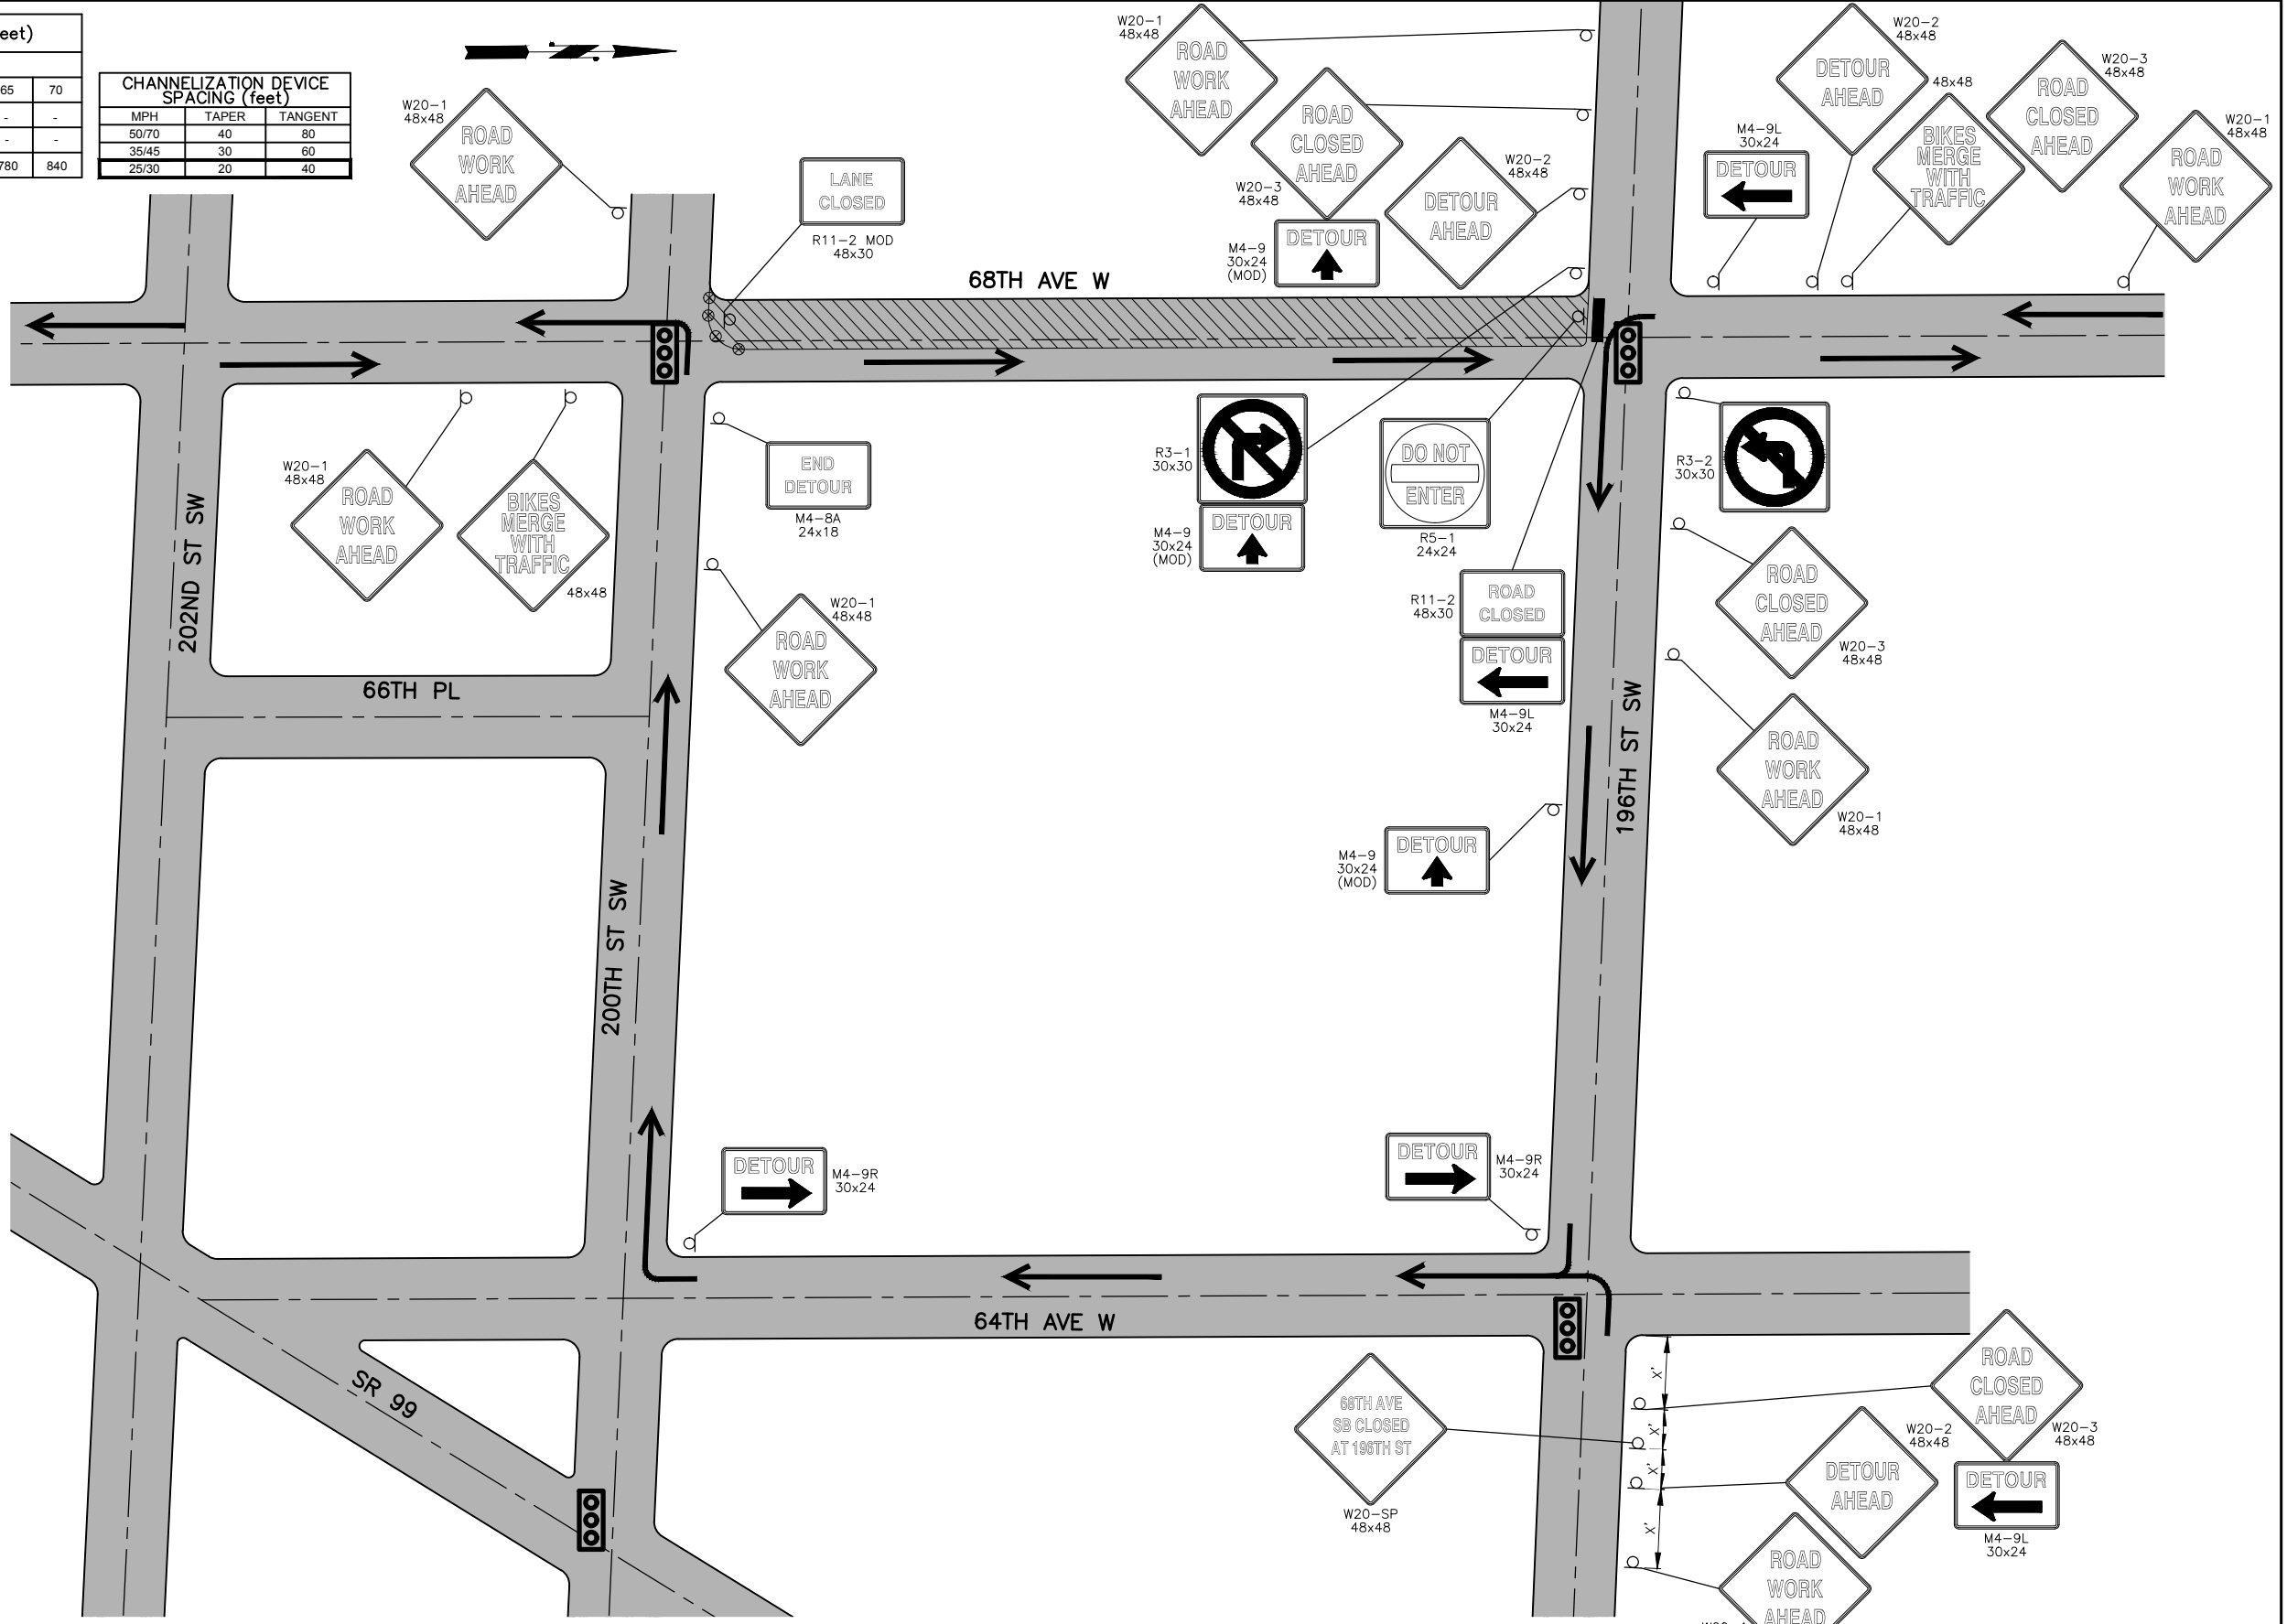 eet)
65 70
- -
- -
780 840
CHANNELIZATION DEVICE
SPACING (feet)
MPH TAPER TANGENT
50/70 40 80
35/45 30 60
25/30 20 40
W20-1
48x48
ROAD
WORK
AHEAD
LANE
CLOSED
R11-2 MOD
48x30
W20-1
48x48
ROAD
WORK
AHEAD
W20-3
48x48
ROAD
CLOSED
AHEAD
W20-2
48x48
DETOUR
AHEAD
M4-9
30x24
(MOD)
DETOUR
W20-2
48x48
DETOUR
AHEAD
M4-9L
30x24
DETOUR
48x48
BIKES
MERGE
WITH
TRAFFIC
W20-3
48x48
ROAD
CLOSED
AHEAD
W20-1
48x48
ROAD
WORK
AHEAD
68TH AVE W
W20-1
48x48
ROAD
WORK
AHEAD
BIKES
MERGE
WITH
TRAFFIC
48x48
END
DETOUR
M4-8A
24x18
W20-1
48x48
ROAD
WORK
AHEAD
R3-1
30x30
M4-9
30x24
(MOD)
DETOUR
DO NOT
ENTER
R5-1
24x24
R11-2
48x30
ROAD
CLOSED
DETOUR
M4-9L
30x24
R3-2
30x30
ROAD
CLOSED
AHEAD
W20-3
48x48
ROAD
WORK
AHEAD
W20-1
48x48
202ND ST SW
66TH PL
200TH ST SW
196TH ST SW
M4-9
30x24
(MOD)
DETOUR
DETOUR
M4-9R
30x24
DETOUR
M4-9R
30x24
64TH AVE W
SR 99
68TH AVE
SB CLOSED
AT 196TH ST
W20-SP
48x48
X'
X'
X'
X'
ROAD
CLOSED
AHEAD
W20-3
48x48
W20-2
48x48
DETOUR
AHEAD
DETOUR
M4-9L
30x24
ROAD
WORK
AHEAD